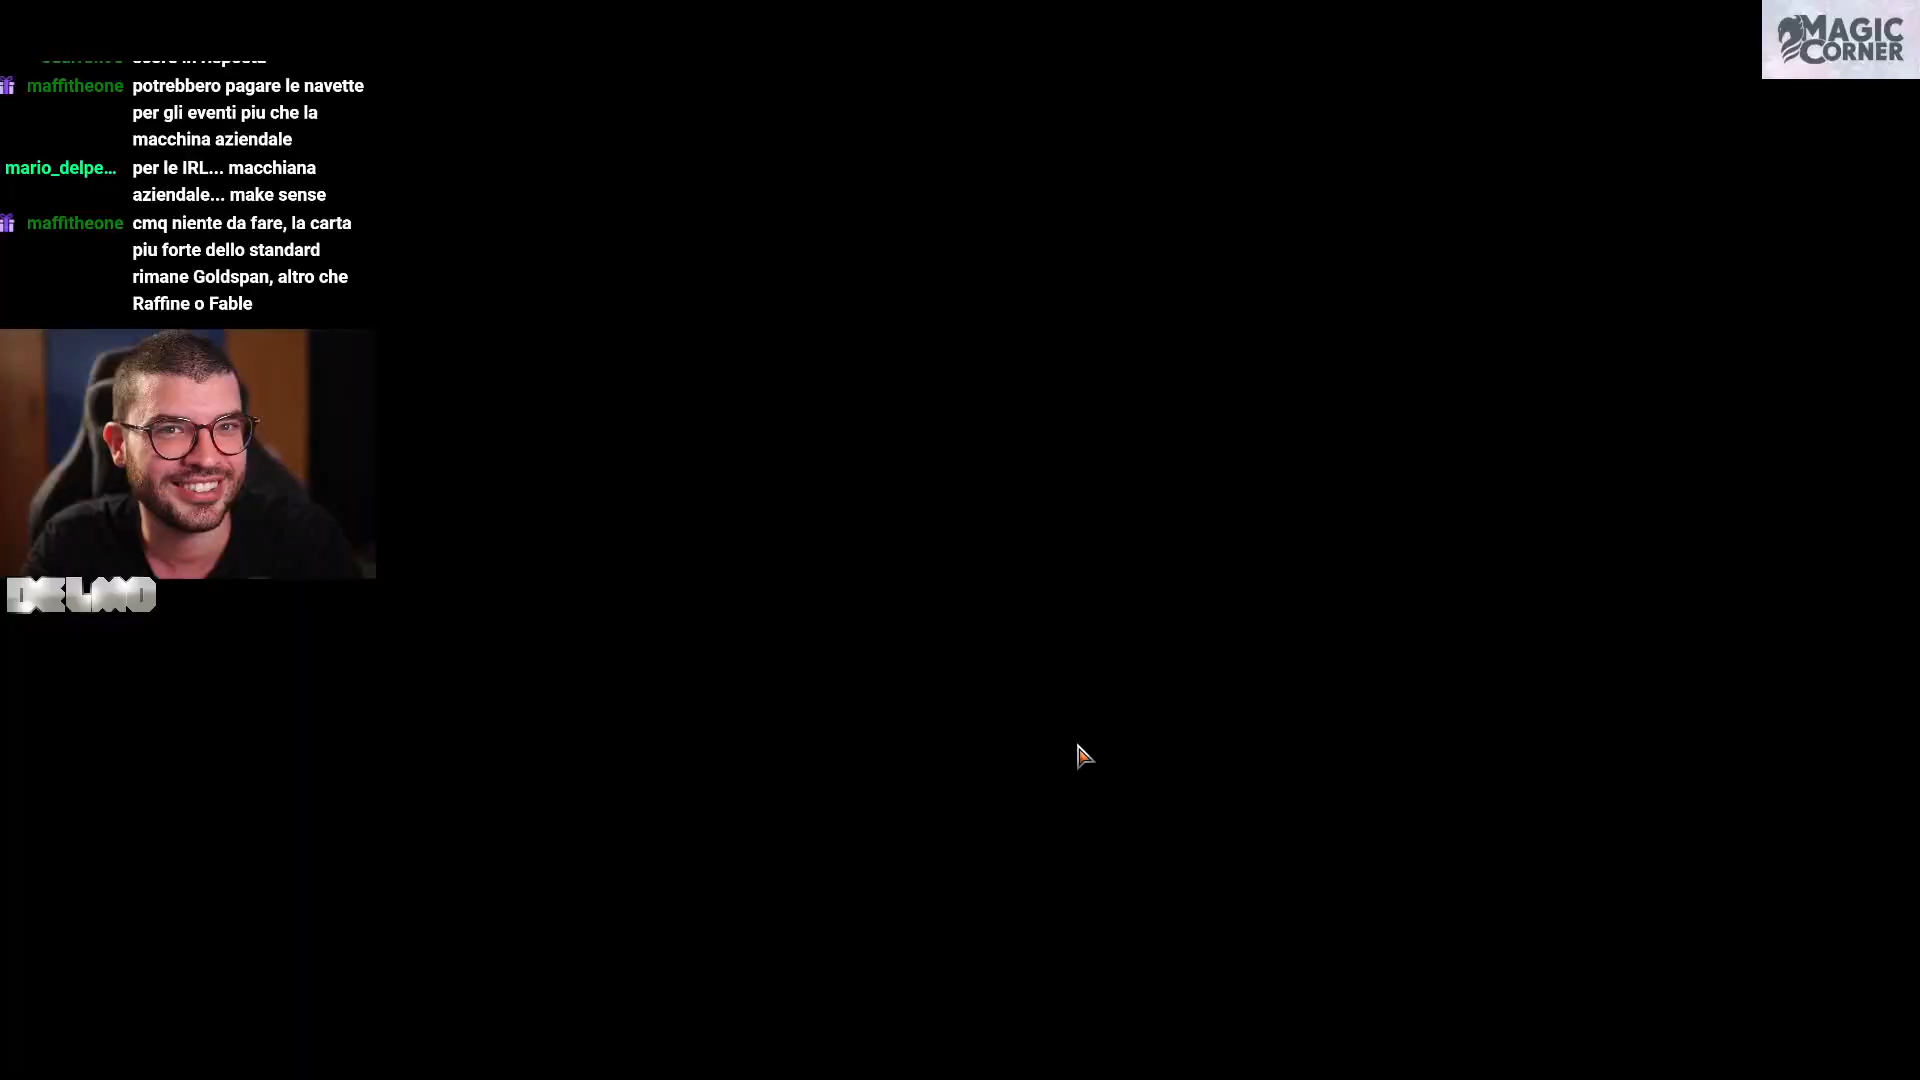 MAGIC
CORNER
maffitheone potrebbero pagare le navette
per gli eventi piu che la
macchina aziendale
mario_delpe... per le IRL... macchiana
aziendale... make sense
maffitheone cmq niente da fare, la carta
piu forte dello standard
rimane Goldspan, altro che
Raffine o Fable
DELMO